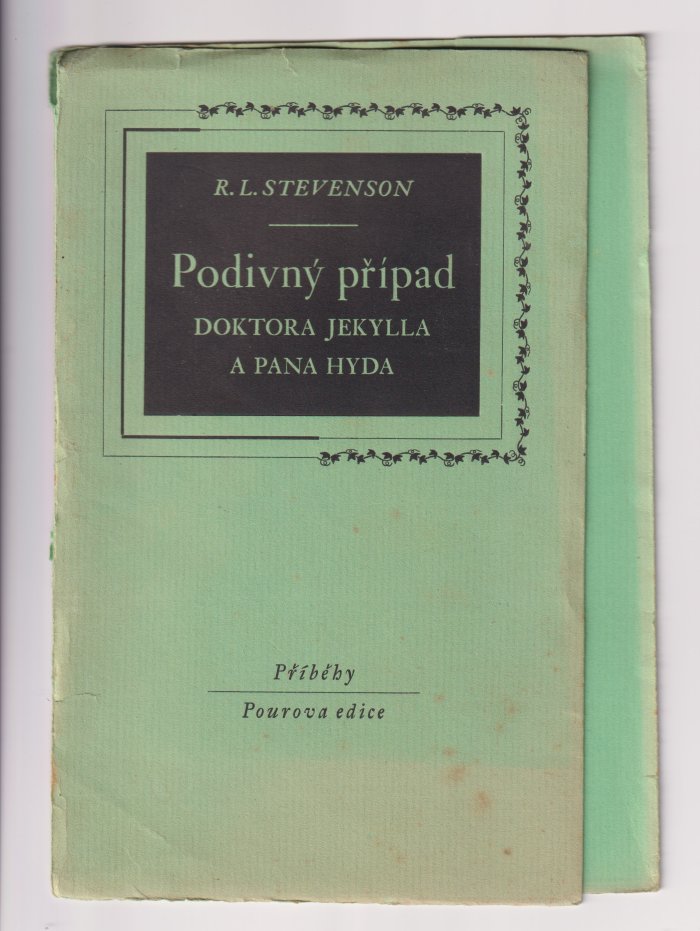 R. L. STEVENSON
Podivný případ
DOKTORA JEKYLLA
A PANA HYDA
Příběhy
Pourova edice